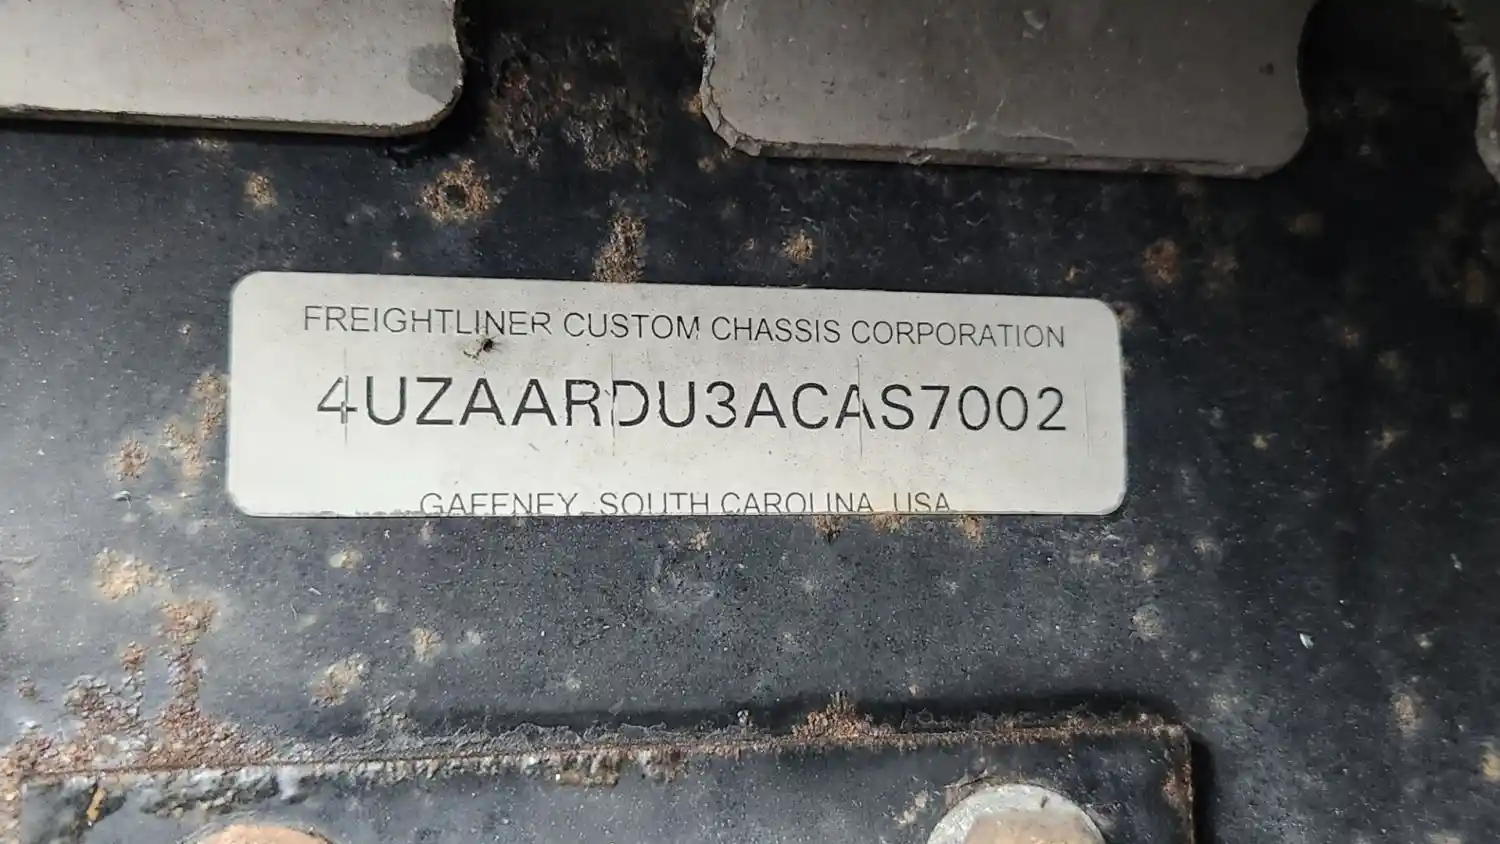 FREIGHTLINER CUSTOM CHASSIS CORPORATION
4UZAARDU3ACAS7002
GAFFNEY, SOUTH CAROLINA, USA